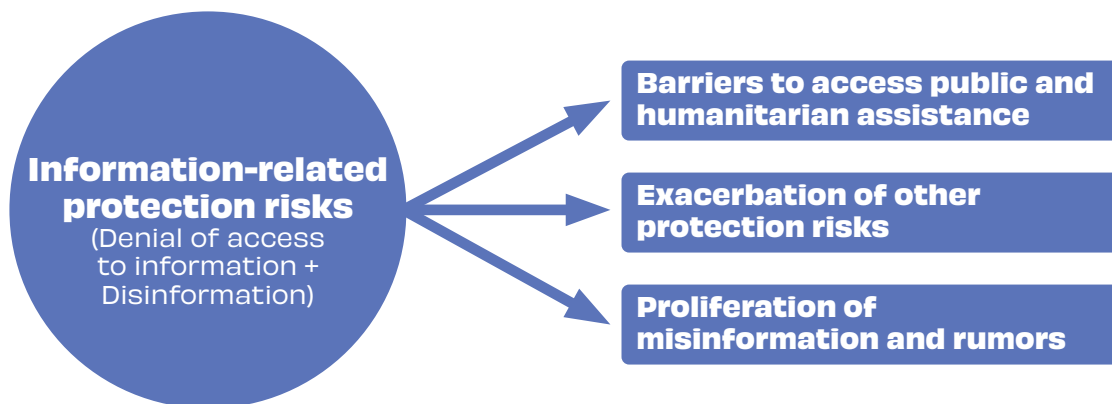 Information-related
protection risks
(Denial of access
to information +
Disinformation)
Barriers to access public and
humanitarian assistance
Exacerbation of other
protection risks
Proliferation of
misinformation and rumors